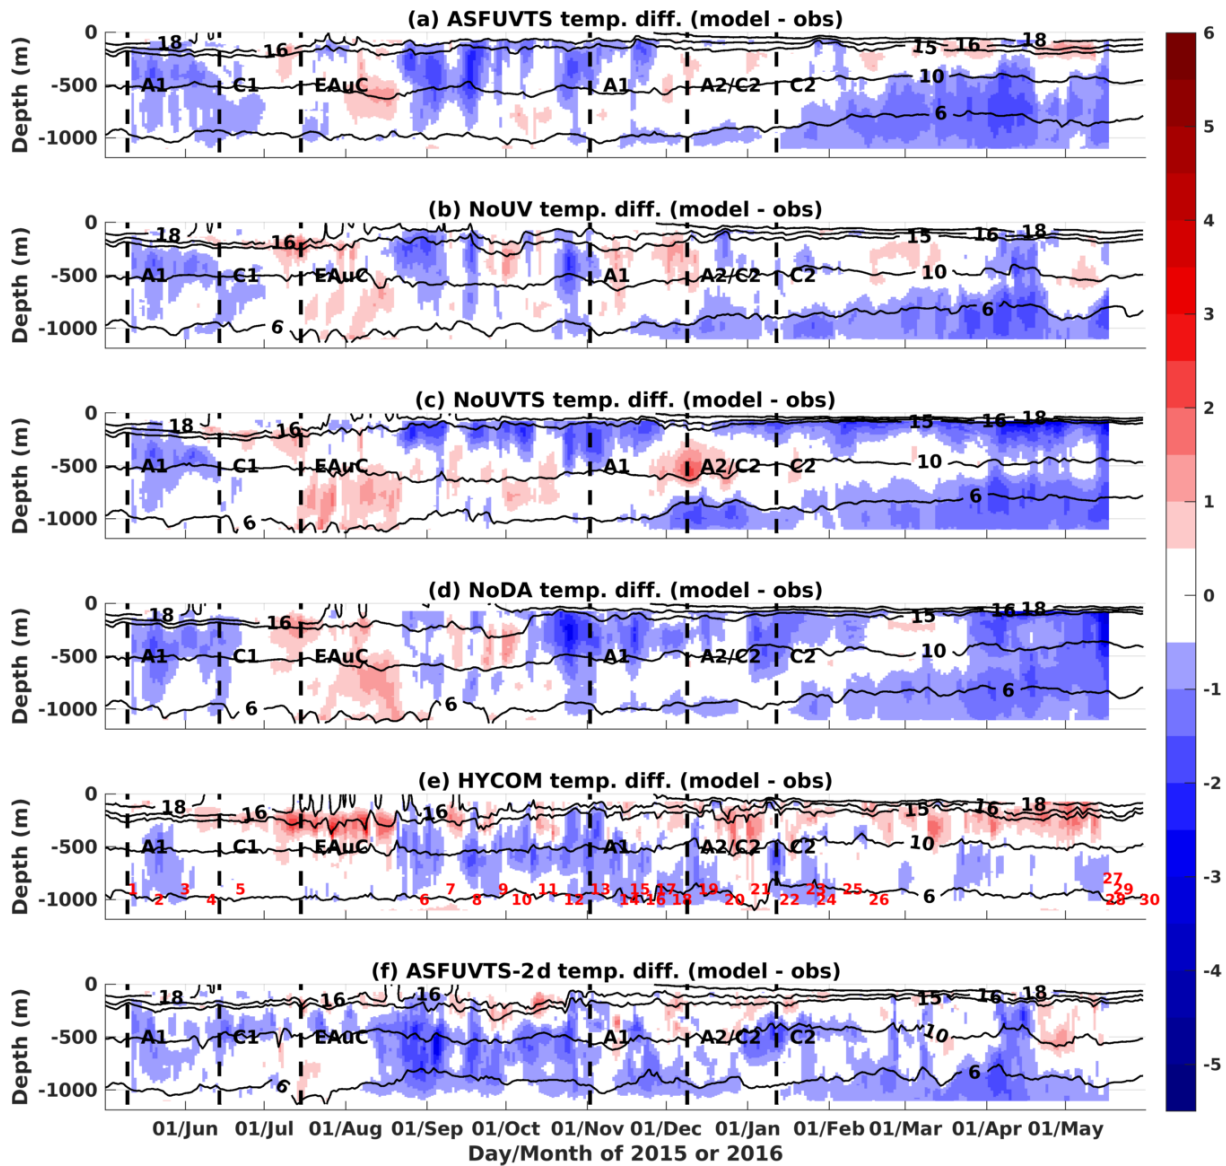 (a) ASFUVTS temp. diff. (model - obs)
0
-500
-1000
Depth (m)
18
16
15
16
18
10
6
A1
C1
EAuC
A1
A2/C2
C2
(b) NoUV temp. diff. (model - obs)
0
-500
-1000
Depth (m)
18
16
15
16
18
10
6
6
A1
C1
EAuC
A1
A2/C2
C2
(c) NoUVTS temp. diff. (model - obs)
0
-500
-1000
Depth (m)
18
16
15
16
18
10
6
6
A1
C1
EAuC
A1
A2/C2
C2
(d) NoDA temp. diff. (model - obs)
0
-500
-1000
Depth (m)
18
16
15
16
18
10
6
6
6
A1
C1
EAuC
A1
A2/C2
C2
(e) HYCOM temp. diff. (model - obs)
0
-500
-1000
Depth (m)
18
16
16
15
16
18
10
6
A1
C1
EAuC
A1
A2/C2
C2
1 2 3 4 5 6 7 8 9 10 11 12 13 14 15 16 17 18 19 20 21 22 23 24 25 26 27 28 29 30
(f) ASFUVTS-2d temp. diff. (model - obs)
0
-500
-1000
Depth (m)
18
16
16
15
16
18
10
6
6
A1
C1
EAuC
A1
A2/C2
C2
01/Jun 01/Jul 01/Aug 01/Sep 01/Oct 01/Nov 01/Dec 01/Jan 01/Feb 01/Mar 01/Apr 01/May
Day/Month of 2015 or 2016
6
5
4
3
2
1
0
-1
-2
-3
-4
-5